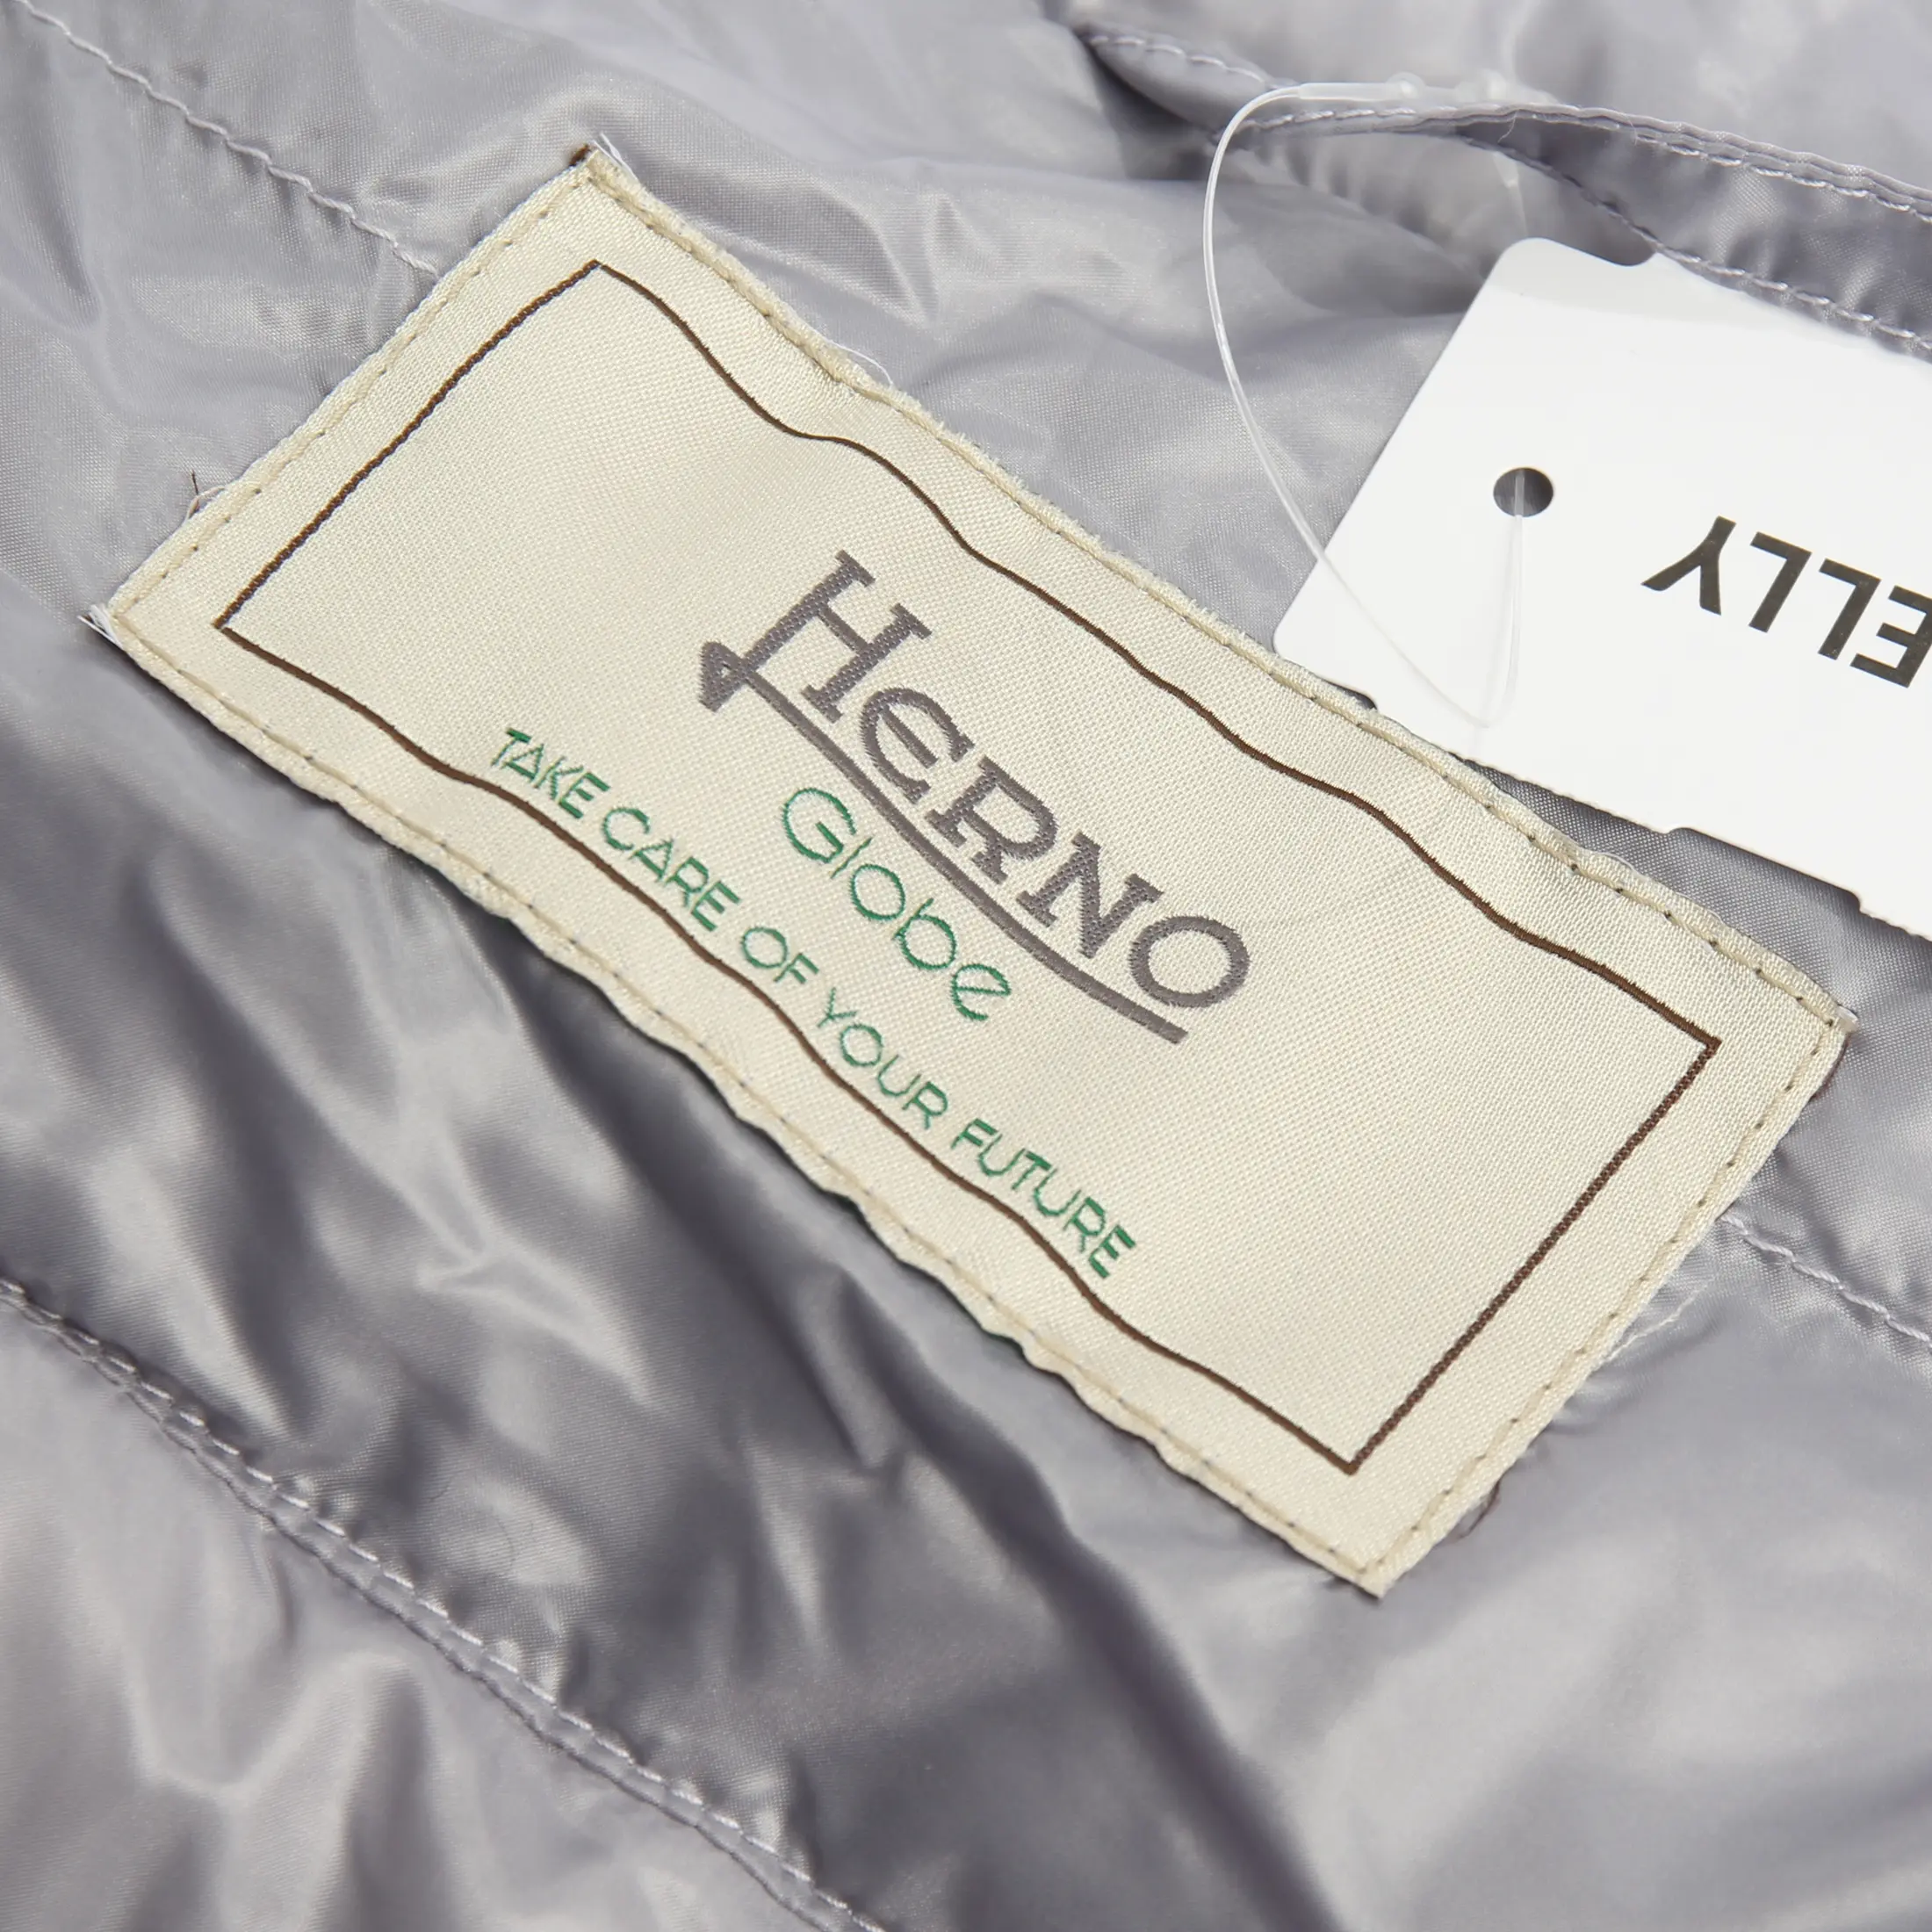 HERNO
Globe
TAKE CARE OF YOUR FUTURE
ELLY